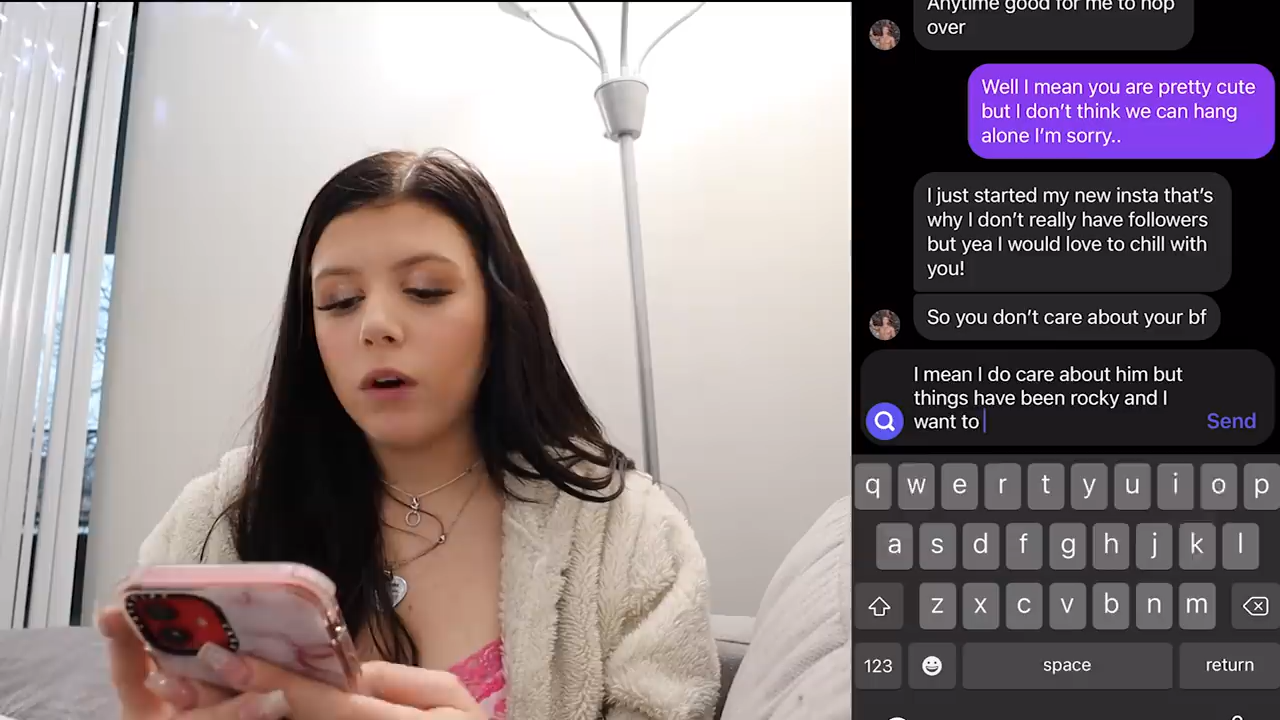 Anytime good for me to hop
over
Well I mean you are pretty cute
but I don't think we can hang
alone I'm sorry..
I just started my new insta that's
why I don't really have followers
but yea I would love to chill with
you!
So you don't care about your bf
I mean I do care about him but
things have been rocky and I
want to
Send
q w e r t y u i o p
a s d f g h j k l
z x c v b n m
123 space return